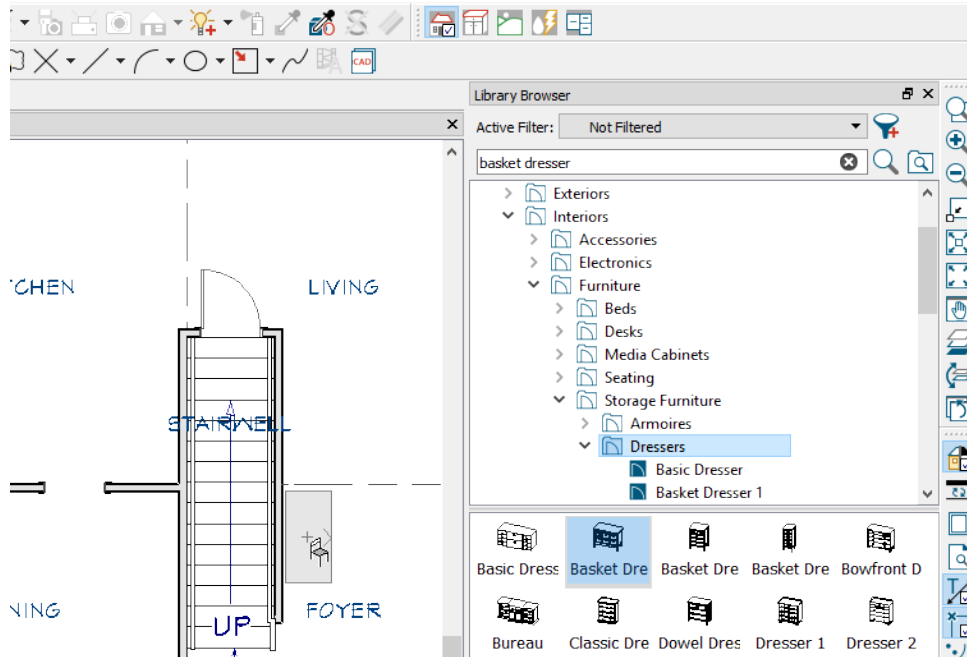 CAD
Library Browser
Active Filter: Not Filtered
basket dresser
Exteriors
Interiors
Accessories
Electronics
Furniture
Beds
Desks
Media Cabinets
Seating
Storage Furniture
Armoires
Dressers
Basic Dresser
Basket Dresser 1
Basic Dress Basket Dre Basket Dre Basket Dre Bowfront D
Bureau Classic Dre Dowel Dres Dresser 1 Dresser 2
CHEN LIVING
STAIRWELL
NING UP FOYER